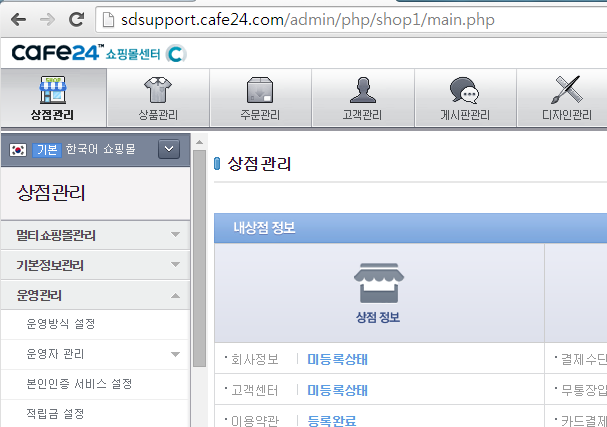 sdsupport.cafe24.com/admin/php/shop1/main.php
cafe24™ 쇼핑몰센터 C
상점관리 상품관리 주문관리 고객관리 게시판관리 디자인관리
기본 한국어 쇼핑몰
상점관리
멀티쇼핑몰관리
기본정보관리
운영관리
운영방식 설정
운영자 관리
본인인증 서비스 설정
적립금 설정
상점관리
내상점 정보
SHOP
상점 정보
회사정보 미등록상태 결제수단
고객센터 미등록상태 무통장입
이용약관 등록완료 카드결제